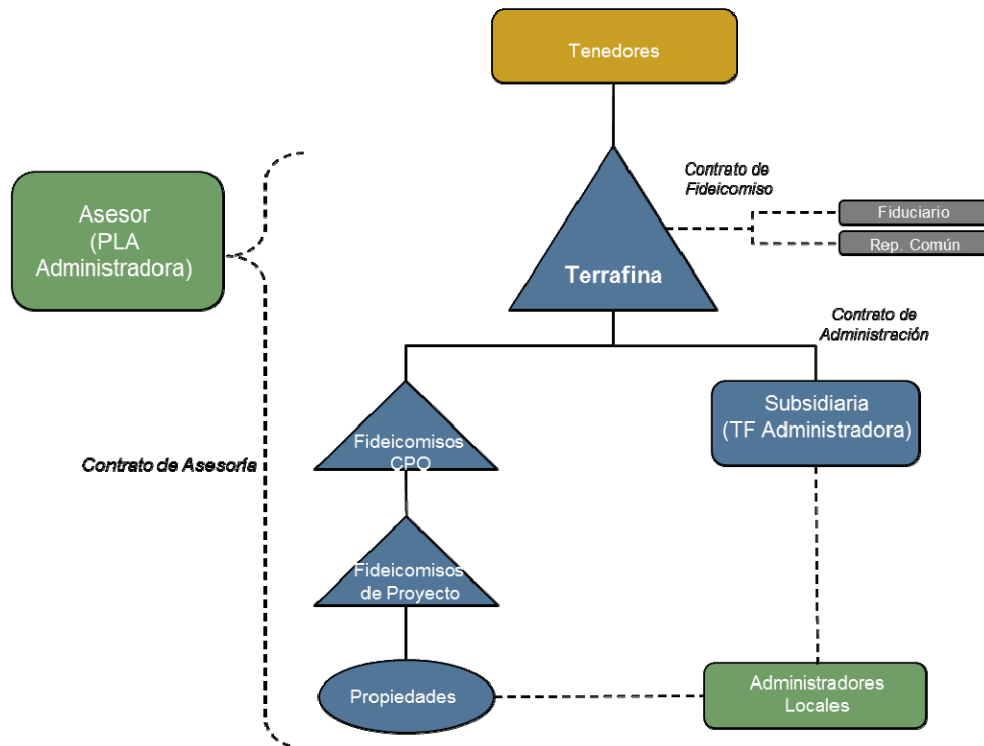 Tenedores
Contrato de
Fideicomiso
Asesor
(PLA
Administradora)
Fiduciario
Rep. Común
Terrafina
Contrato de
Administración
Subsidiaria
(TF Administradora)
Fideicomisos
CPO
Contrato de Asesoría
Fideicomisos
de Proyecto
Propiedades
Administradores
Locales